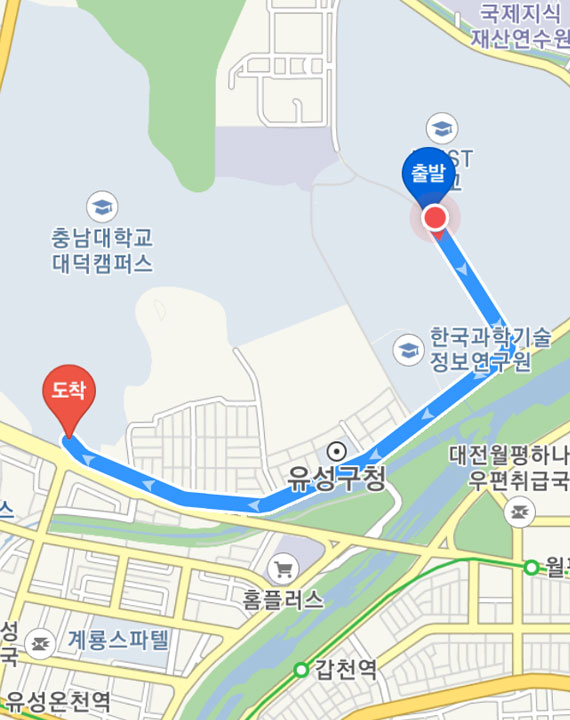 국제지식
재산연수원
출발
충남대학교
대덕캠퍼스
한국과학기술
정보연구원
도착
유성구청
대전월평하나
우편취급국
홈플러스
계룡스파텔
갑천역
유성온천역